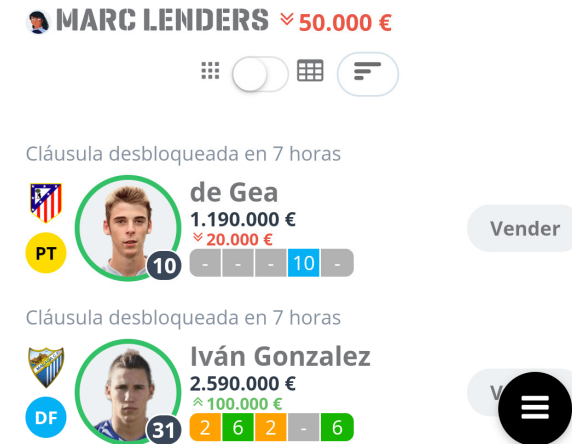 MARC LENDERS 50.000 €
Cláusula desbloqueada en 7 horas
de Gea
1.190.000 €
20.000 €
Vender
PT
10
- - - 10 -
Cláusula desbloqueada en 7 horas
Iván Gonzalez
2.590.000 €
100.000 €
V
DF
31
2 6 2 - 6